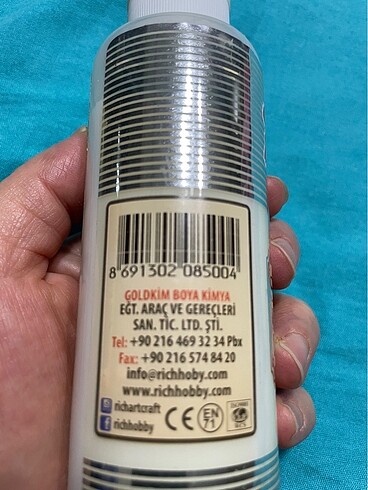 8 691302 085004
GOLDKİM BOYA KİMYA
EĞT. ARAÇ VE GEREÇLERİ
SAN. TİC. LTD. ŞTİ.
Tel: +90 216 469 32 34 Pbx
Fax: +90 216 574 84 20
info@richhobby.com
www.richhobby.com
richartcraft
richhobby
CE
EN
71